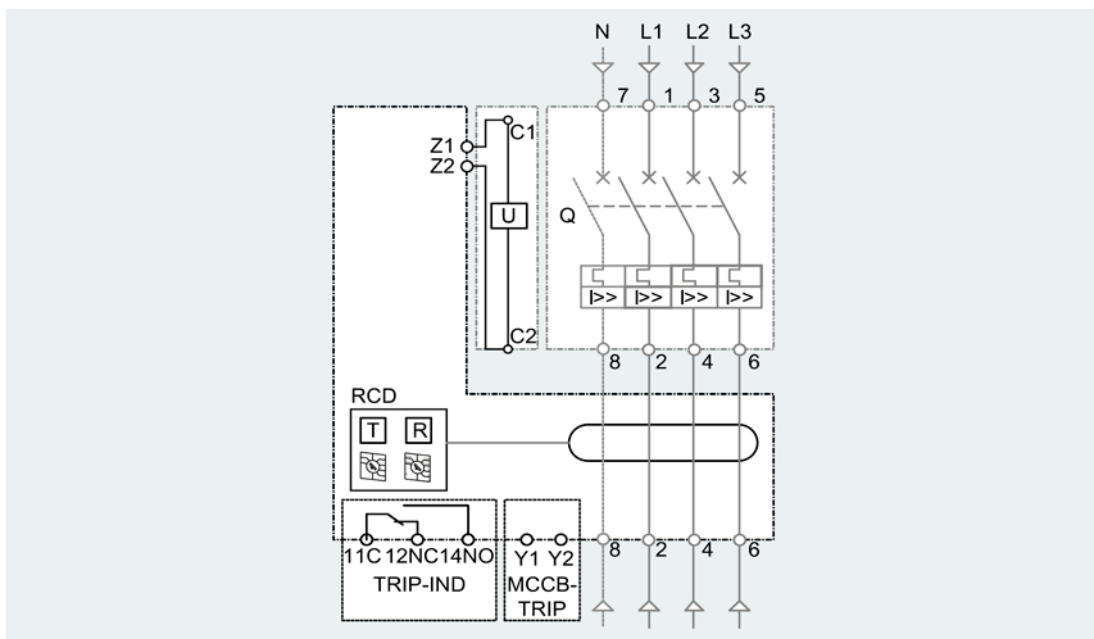 N L1 L2 L3
7 1 3 5
C1
Z1
Z2
U
Q
I>> I>> I>> I>>
C2
8 2 4 6
RCD
T R
11C 12NC 14NO Y1 Y2 8 2 4 6
TRIP-IND MCCB-
TRIP